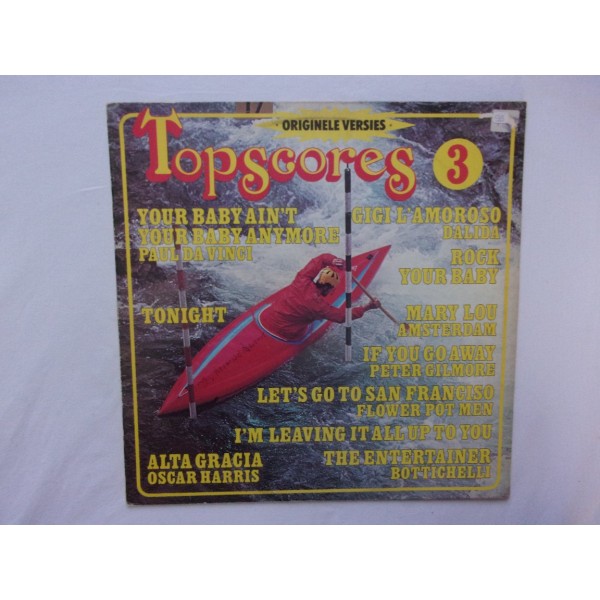 12
· ORIGINELE VERSIES ·
Topscores 3
YOUR BABY AIN'T
YOUR BABY ANYMORE
PAUL DA VINCI
GIGI L'AMOROSO
DALIDA
ROCK
YOUR BABY
TONIGHT
MARY LOU
AMSTERDAM
IF YOU GO AWAY
PETER GILMORE
LET'S GO TO SAN FRANCISO
FLOWER POT MEN
I'M LEAVING IT ALL UP TO YOU
ALTA GRACIA
OSCAR HARRIS
THE ENTERTAINER
BOTTICHELLI